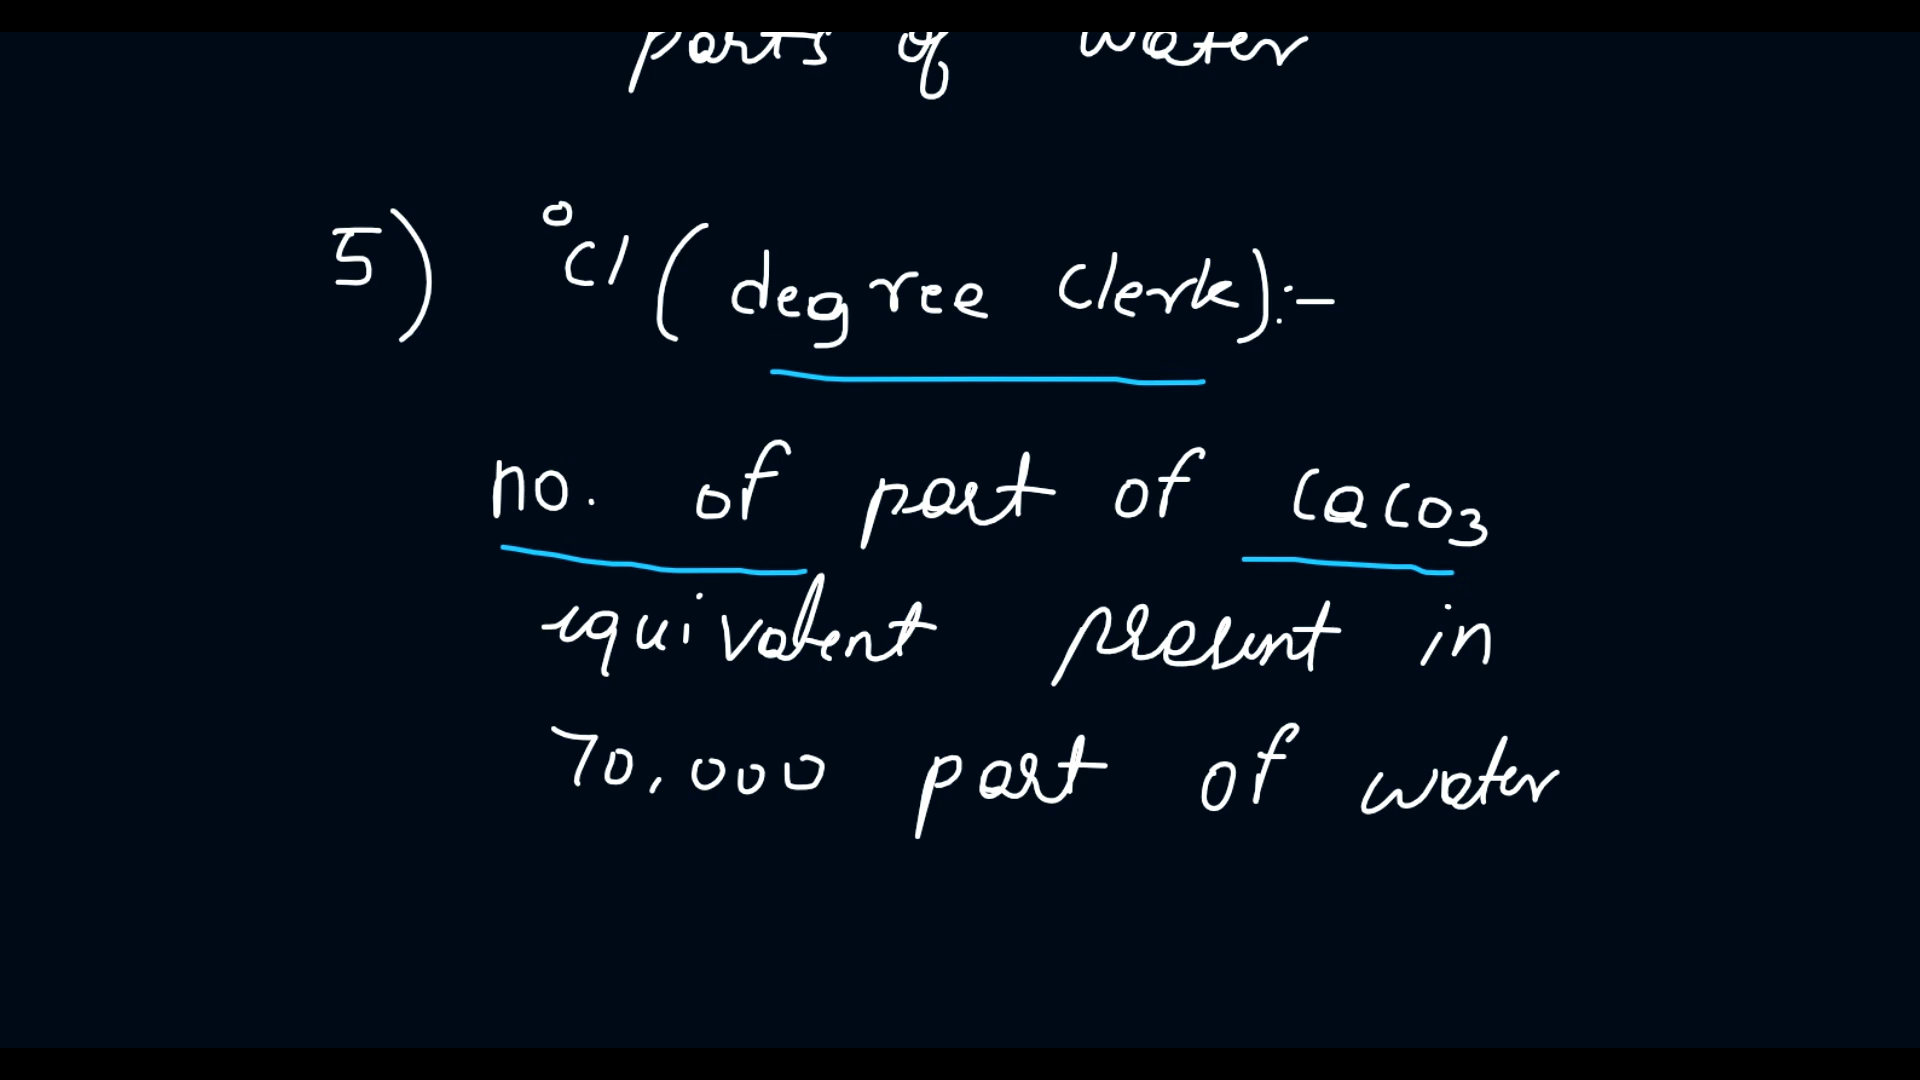 parts of water
5) °Cl (degree Clerk):-
no. of part of CaCO₃
equivalent present in
70,000 part of water